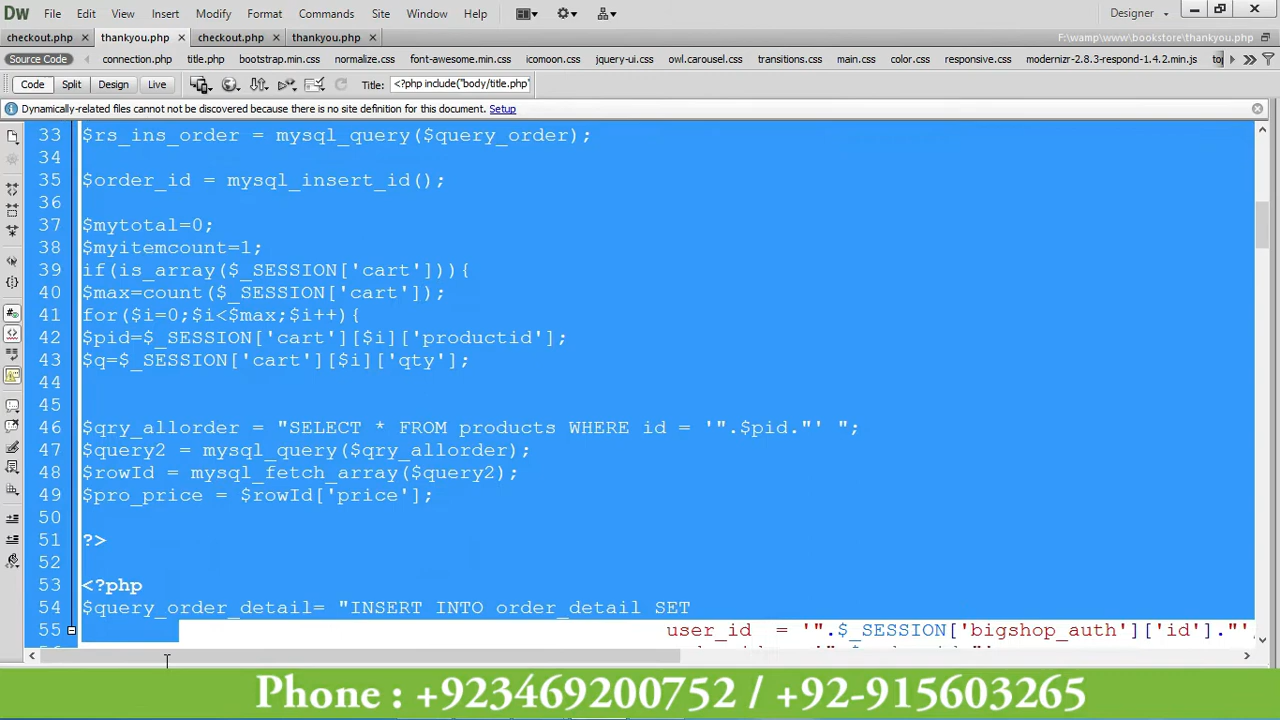 Dw File Edit View Insert Modify Format Commands Site Window Help Designer
checkout.php × thankyou.php × checkout.php × thankyou.php × F:\wamp\www\bookstore\thankyou.php
Source Code connection.php title.php bootstrap.min.css normalize.css font-awesome.min.css icomoon.css jquery-ui.css owl.carousel.css transitions.css main.css color.css responsive.css modernizr-2.8.3-respond-1.4.2.min.js
Code Split Design Live Title: <?php include("body/title.php"
Dynamically-related files cannot not be discovered because there is no site definition for this document. Setup
33 $rs_ins_order = mysql_query($query_order);
34
35 $order_id = mysql_insert_id();
36
37 $mytotal=0;
38 $myitemcount=1;
39 if(is_array($_SESSION['cart'])){
40 $max=count($_SESSION['cart']);
41 for($i=0;$i<$max;$i++){
42 $pid=$_SESSION['cart'][$i]['productid'];
43 $q=$_SESSION['cart'][$i]['qty'];
44
45
46 $qry_allorder = "SELECT * FROM products WHERE id = '".$pid."' ";
47 $query2 = mysql_query($qry_allorder);
48 $rowId = mysql_fetch_array($query2);
49 $pro_price = $rowId['price'];
50
51 ?>
52
53 <?php
54 $query_order_detail= "INSERT INTO order_detail SET
55 user_id = '".$_SESSION['bigshop_auth']['id']."'
Phone : +923469200752 / +92-915603265